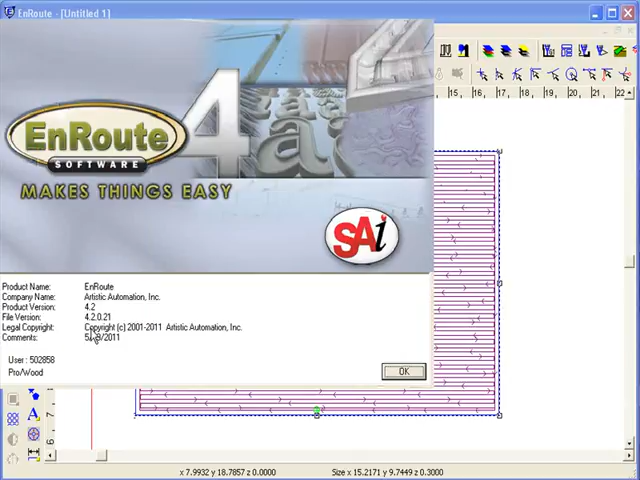 EnRoute - [Untitled 1]
EnRoute 4
SOFTWARE
MAKES THINGS EASY
SAi
Product Name: EnRoute
Company Name: Artistic Automation, Inc.
Product Version: 4.2
File Version: 4.2.0.21
Legal Copyright: Copyright (c) 2001-2011 Artistic Automation, Inc.
Comments: /2011
User : 502858
Pro/Wood
OK
15 16 17 18 19 20 21 22
7
6
x 7.9932 y 18.7857 z 0.0000
Size x 15.2171 y 9.7449 z 0.3000